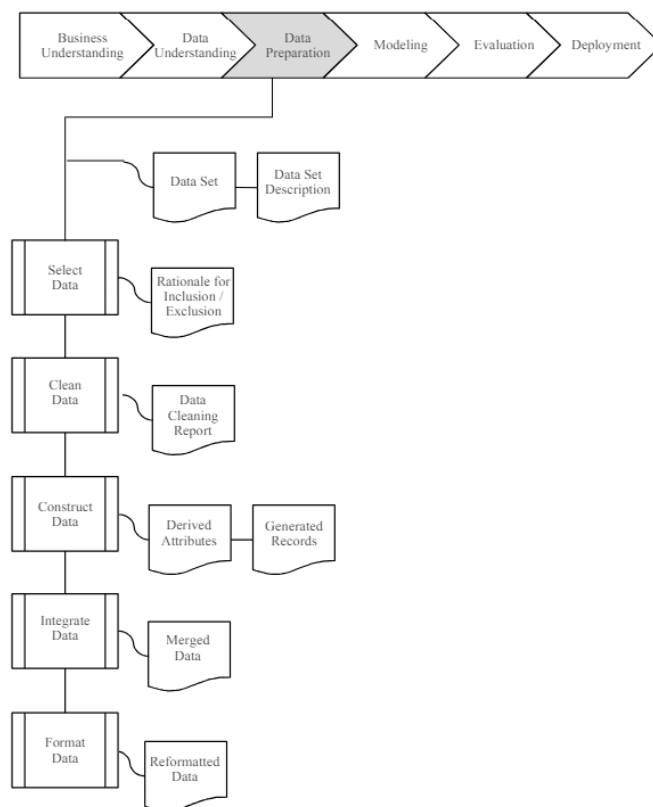 Business
Understanding
Data
Understanding
Data
Preparation
Modeling
Evaluation
Deployment
Data Set
Data Set
Description
Select
Data
Rationale for
Inclusion /
Exclusion
Clean
Data
Data
Cleaning
Report
Construct
Data
Derived
Attributes
Generated
Records
Integrate
Data
Merged
Data
Format
Data
Reformatted
Data